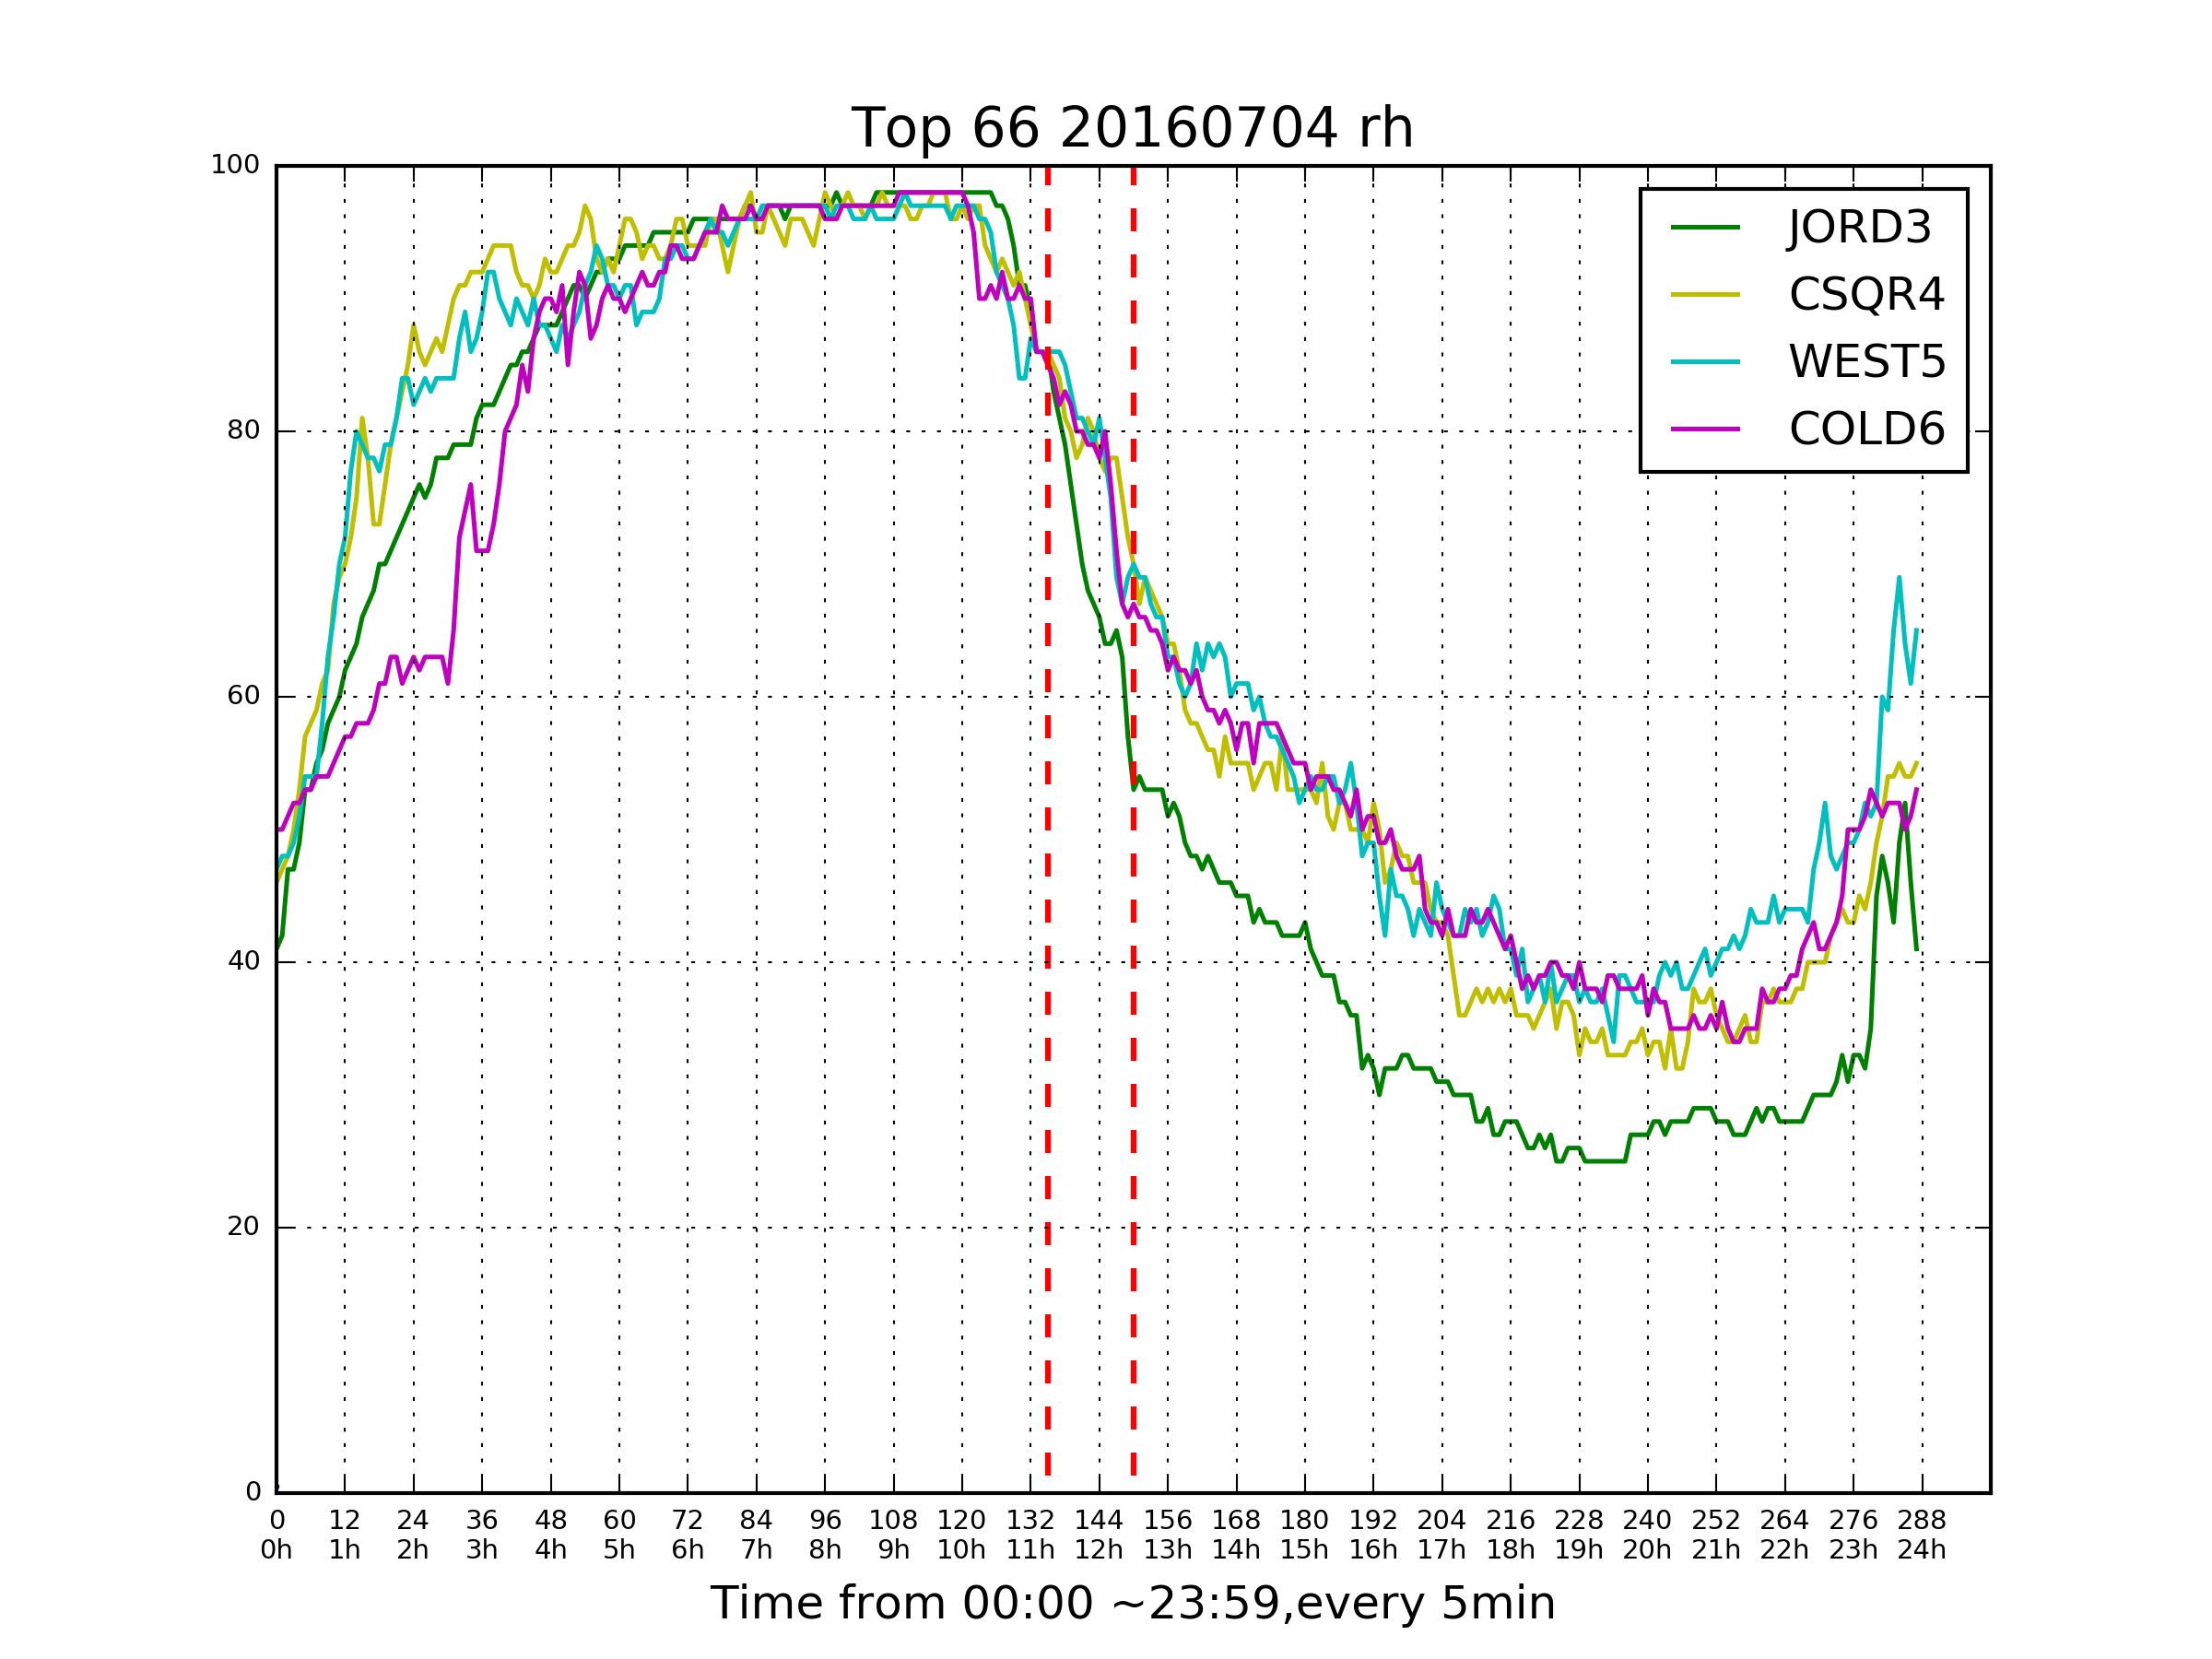 Top 66 20160704 rh
100
80
60
40
20
0
JORD3
CSQR4
WEST5
COLD6
0 12 24 36 48 60 72 84 96 108 120 132 144 156 168 180 192 204 216 228 240 252 264 276 288
0h 1h 2h 3h 4h 5h 6h 7h 8h 9h 10h 11h 12h 13h 14h 15h 16h 17h 18h 19h 20h 21h 22h 23h 24h
Time from 00:00 ~23:59,every 5min